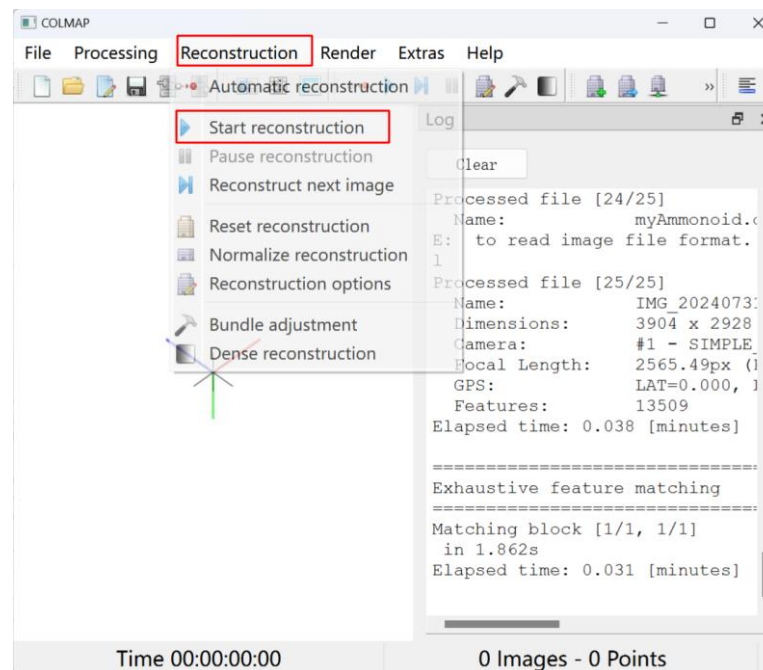 COLMAP
File Processing Reconstruction Render Extras Help
Automatic reconstruction
Start reconstruction
Pause reconstruction
Reconstruct next image
Reset reconstruction
Normalize reconstruction
Reconstruction options
Bundle adjustment
Dense reconstruction
Log
Clear
Processed file [24/25]
Name: myAmmonoid.
E: to read image file format.
l
Processed file [25/25]
Name: IMG_2024073
Dimensions: 3904 x 2928
Camera: #1 - SIMPLE_
Focal Length: 2565.49px (
GPS: LAT=0.000,
Features: 13509
Elapsed time: 0.038 [minutes]
==============================
Exhaustive feature matching
==============================
Matching block [1/1, 1/1]
in 1.862s
Elapsed time: 0.031 [minutes]
Time 00:00:00:00
0 Images - 0 Points